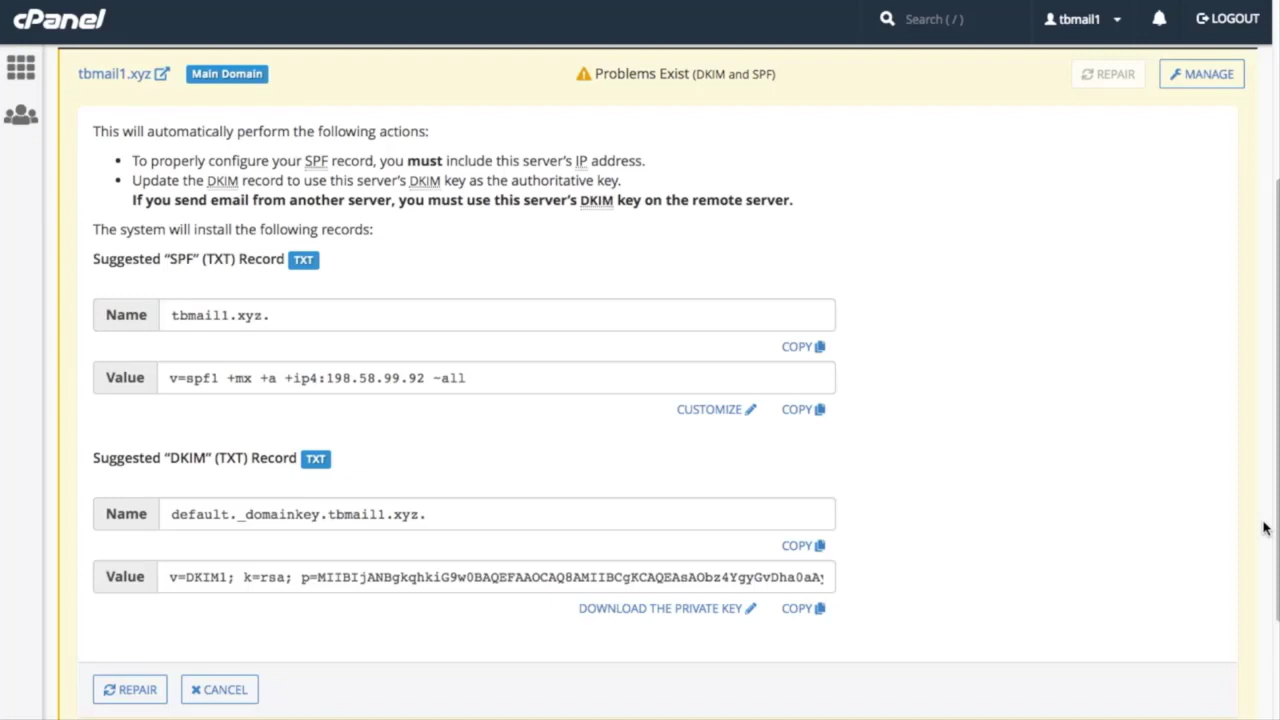 cPanel
Search ( / )
tbmail1
LOGOUT
tbmail1.xyz
Main Domain
Problems Exist (DKIM and SPF)
REPAIR
MANAGE
This will automatically perform the following actions:
• To properly configure your SPF record, you must include this server's IP address.
• Update the DKIM record to use this server's DKIM key as the authoritative key.
If you send email from another server, you must use this server's DKIM key on the remote server.
The system will install the following records:
Suggested “SPF” (TXT) Record TXT
Name tbmail1.xyz.
COPY
Value v=spf1 +mx +a +ip4:198.58.99.92 ~all
CUSTOMIZE COPY
Suggested “DKIM” (TXT) Record TXT
Name default._domainkey.tbmail1.xyz.
COPY
Value v=DKIM1; k=rsa; p=MIIBIjANBgkqhkiG9w0BAQEFAAOCAQ8AMIIBCgKCAQEAsAObz4YgyGvDha0aAy
DOWNLOAD THE PRIVATE KEY COPY
REPAIR
CANCEL